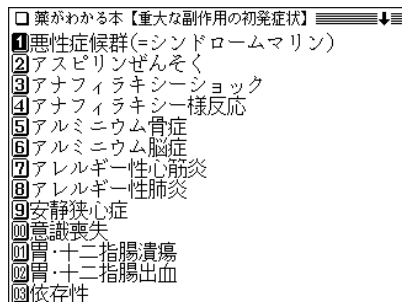 □ 薬がわかる本【重大な副作用の初発症状】
1悪性症候群(=シンドロームマリン)
2アスピリンぜんそく
3アナフィラキシーショック
4アナフィラキシー様反応
5アルミニウム骨症
6アルミニウム脳症
7アレルギー性心筋炎
8アレルギー性肺炎
9安静狭心症
00意識喪失
01胃・十二指腸潰瘍
02胃・十二指腸出血
03依存性